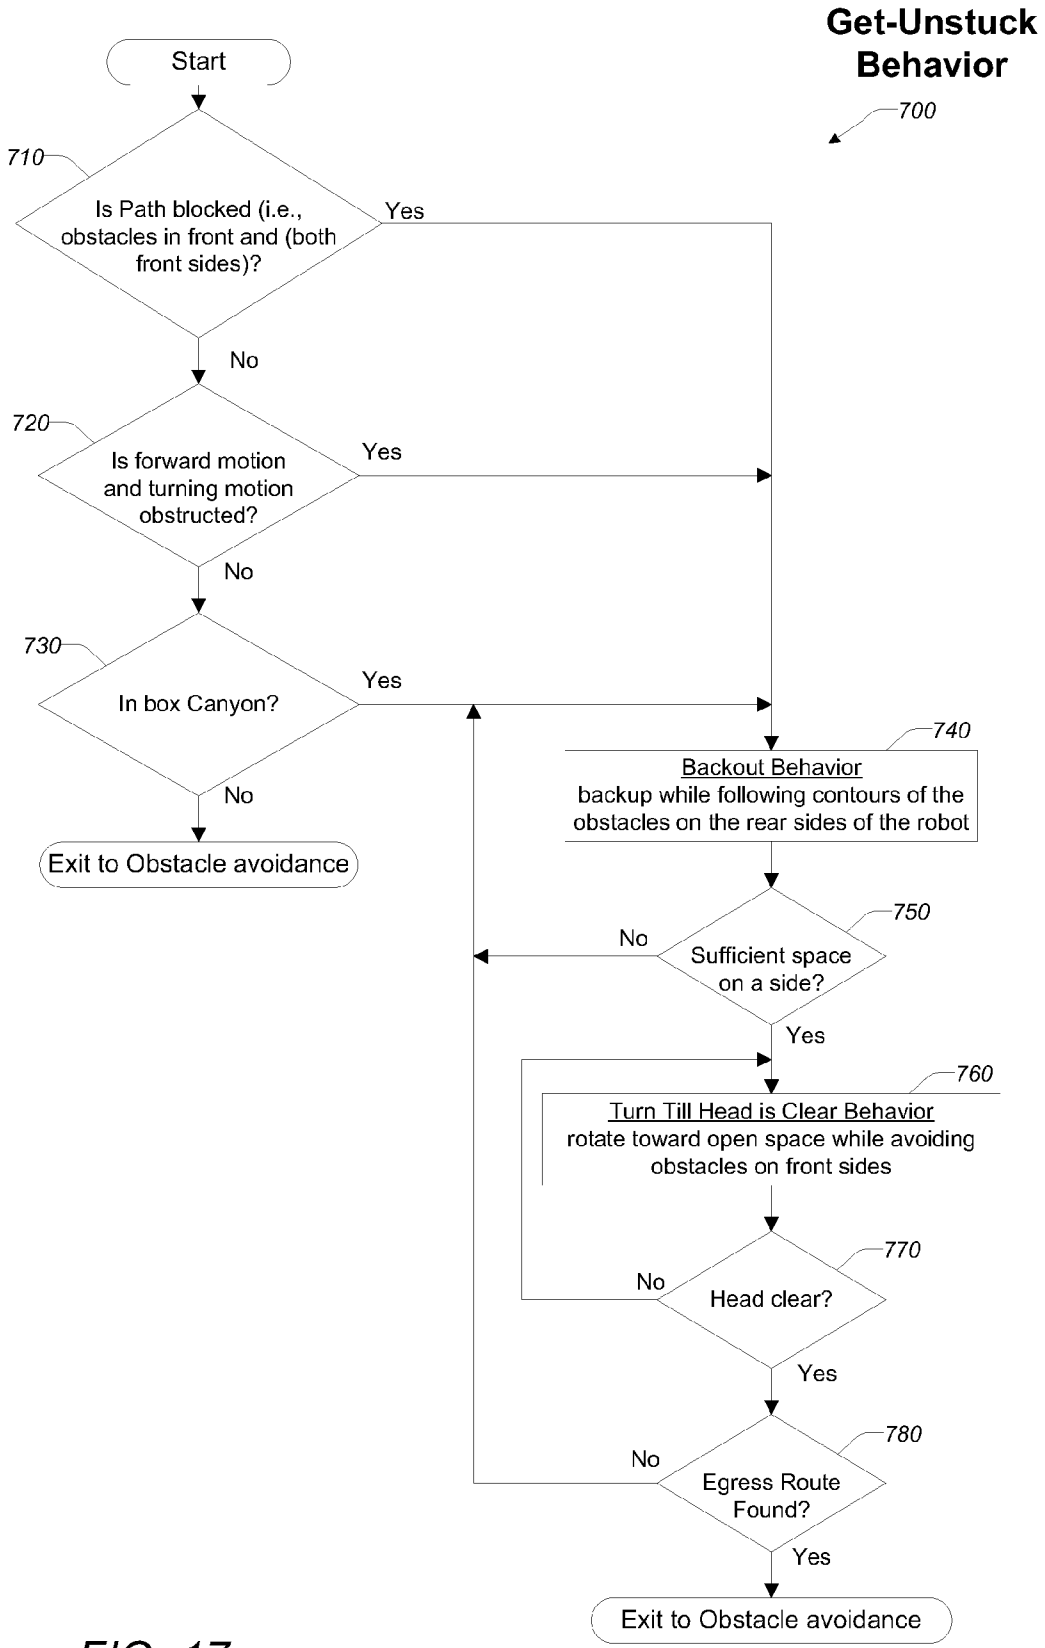 Get-Unstuck
Behavior
700
Start
710
Is Path blocked (i.e.,
obstacles in front and (both
front sides)?
Yes
No
720
Is forward motion
and turning motion
obstructed?
Yes
No
730
In box Canyon?
Yes
No
Exit to Obstacle avoidance
740
Backout Behavior
backup while following contours of the
obstacles on the rear sides of the robot
750
No
Sufficient space
on a side?
Yes
760
Turn Till Head is Clear Behavior
rotate toward open space while avoiding
obstacles on front sides
770
No
Head clear?
Yes
780
No
Egress Route
Found?
Yes
Exit to Obstacle avoidance
FIG. 17